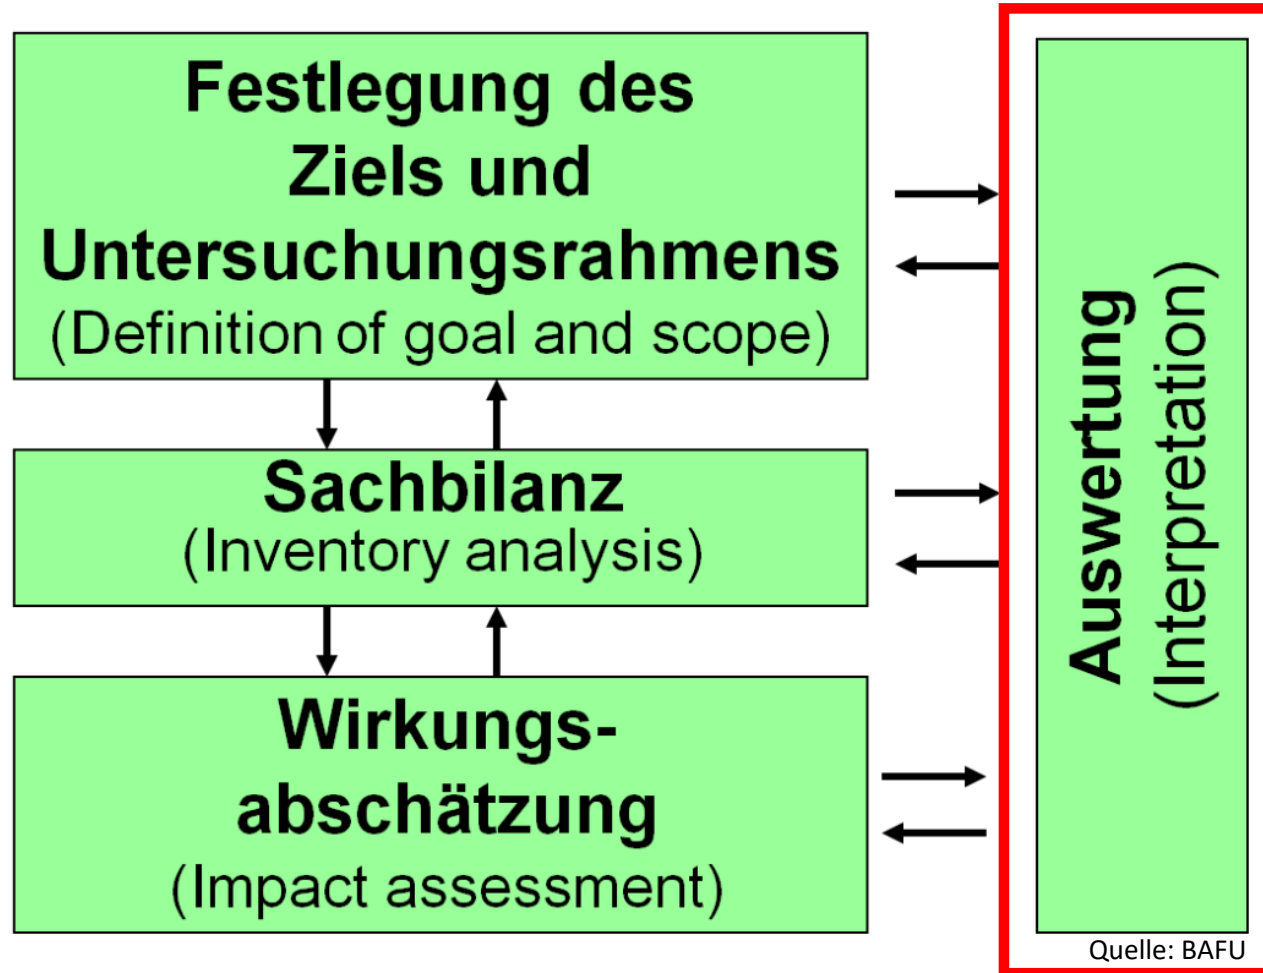 Festlegung des
Ziels und
Untersuchungsrahmens
(Definition of goal and scope)
Sachbilanz
(Inventory analysis)
Wirkungs-
abschätzung
(Impact assessment)
Auswertung
(Interpretation)
Quelle: BAFU